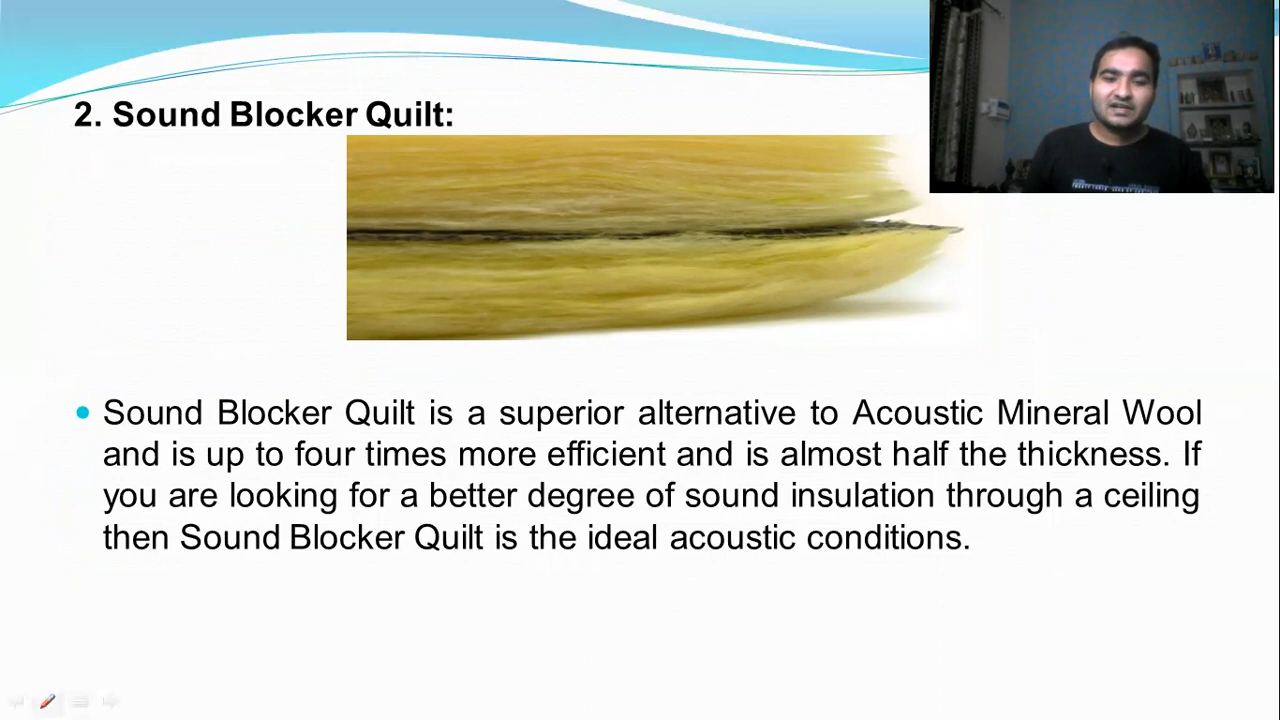 2. Sound Blocker Quilt:
Sound Blocker Quilt is a superior alternative to Acoustic Mineral Wool
and is up to four times more efficient and is almost half the thickness. If
you are looking for a better degree of sound insulation through a ceiling
then Sound Blocker Quilt is the ideal acoustic conditions.